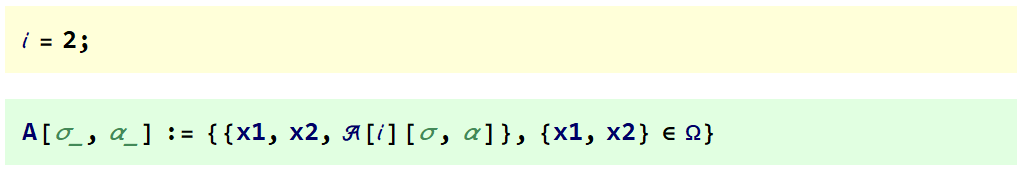 𝑖 = 2;
A[σ_, α_] := {{x1, x2, 𝒜[𝑖][σ, α]}, {x1, x2} ∈ Ω}